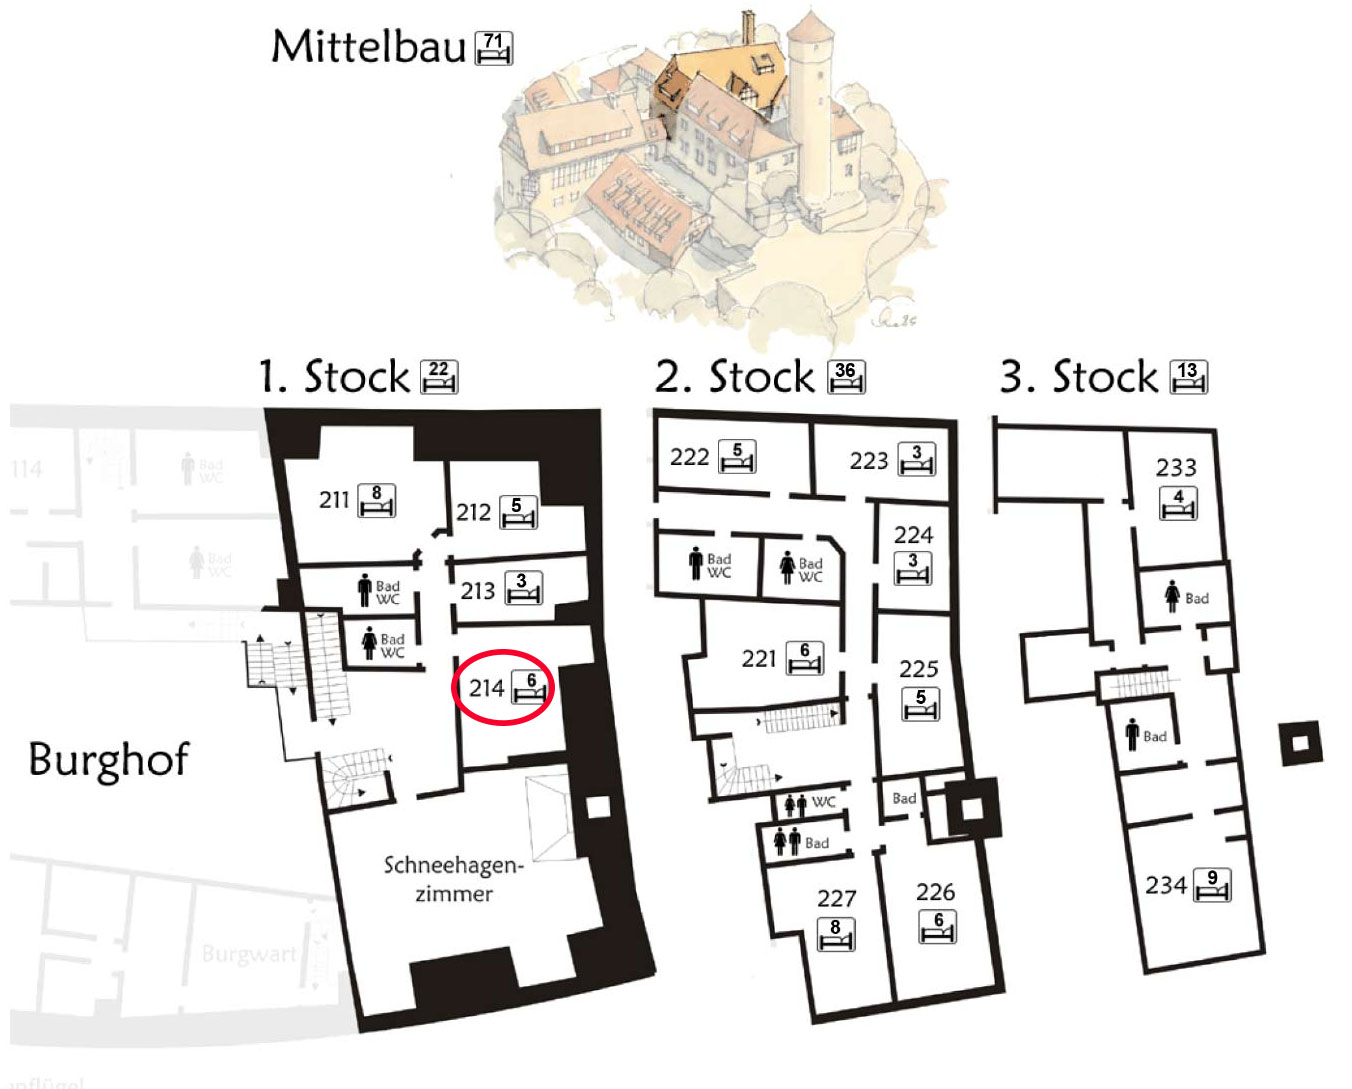 Mittelbau 71
1. Stock 22
2. Stock 36
3. Stock 13
114
Bad
WC
Bad
WC
211 8
212 5
Bad
WC
213 3
Bad
WC
214 6
Burghof
Schneehagen-
zimmer
Burgwart
222 5
223 3
224
3
Bad
WC
Bad
WC
221 6
225
5
WC
Bad
Bad
227
8
226
6
233
4
Bad
Bad
234 9